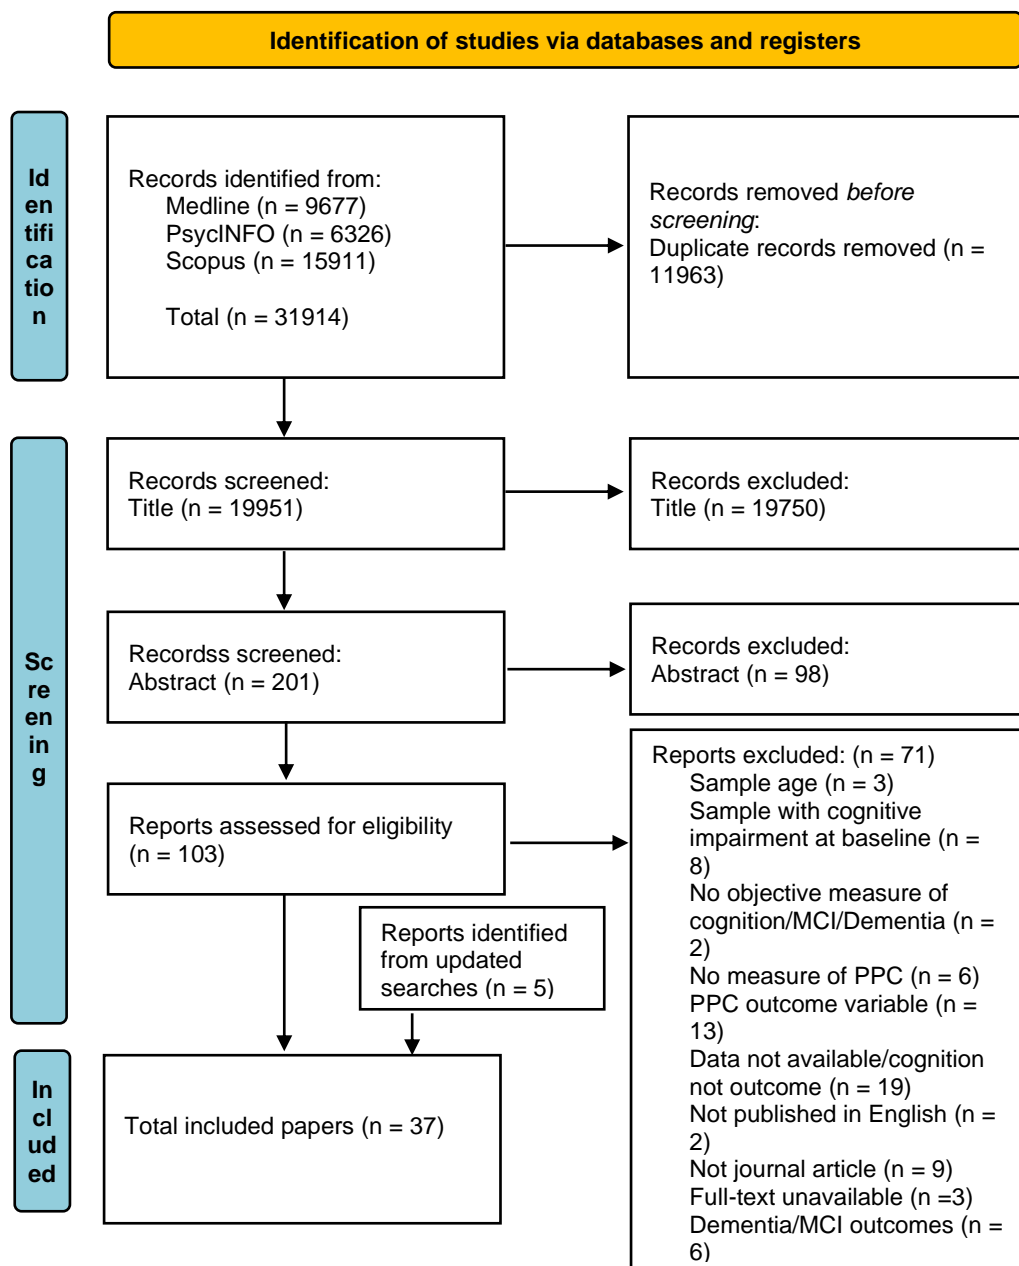 Identification of studies via databases and registers
Id
en
tifi
ca
tio
n
Records identified from:
Medline (n = 9677)
PsycINFO (n = 6326)
Scopus (n = 15911)
Total (n = 31914)
Records removed before
screening:
Duplicate records removed (n =
11963)
Sc
re
en
in
g
Records screened:
Title (n = 19951)
Records excluded:
Title (n = 19750)
Recordss screened:
Abstract (n = 201)
Records excluded:
Abstract (n = 98)
Reports assessed for eligibility
(n = 103)
Reports excluded: (n = 71)
Sample age (n = 3)
Sample with cognitive
impairment at baseline (n =
8)
No objective measure of
cognition/MCI/Dementia (n =
2)
No measure of PPC (n = 6)
PPC outcome variable (n =
13)
Data not available/cognition
not outcome (n = 19)
Not published in English (n =
2)
Not journal article (n = 9)
Full-text unavailable (n =3)
Dementia/MCI outcomes (n =
6)
Reports identified
from updated
searches (n = 5)
In
cl
ud
ed
Total included papers (n = 37)